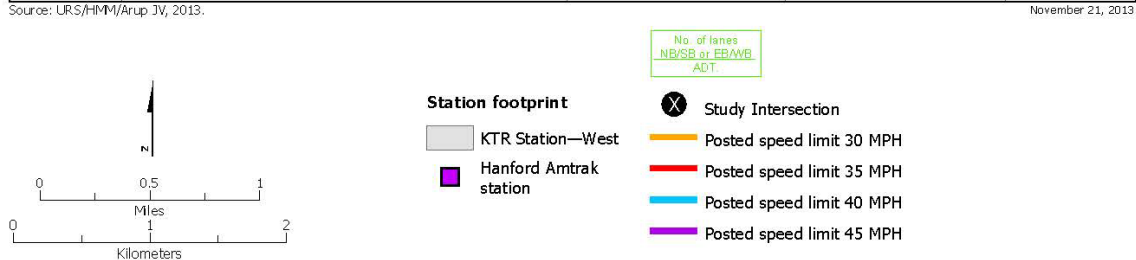 Source: URS/HMM/Arup JV, 2013.
November 21, 2013
No. of lanes
NB/SB or EB/WB
ADT.
Station footprint
KTR Station—West
Hanford Amtrak
station
X Study Intersection
Posted speed limit 30 MPH
Posted speed limit 35 MPH
Posted speed limit 40 MPH
Posted speed limit 45 MPH
N
0 0.5 1
Miles
0 1 2
Kilometers